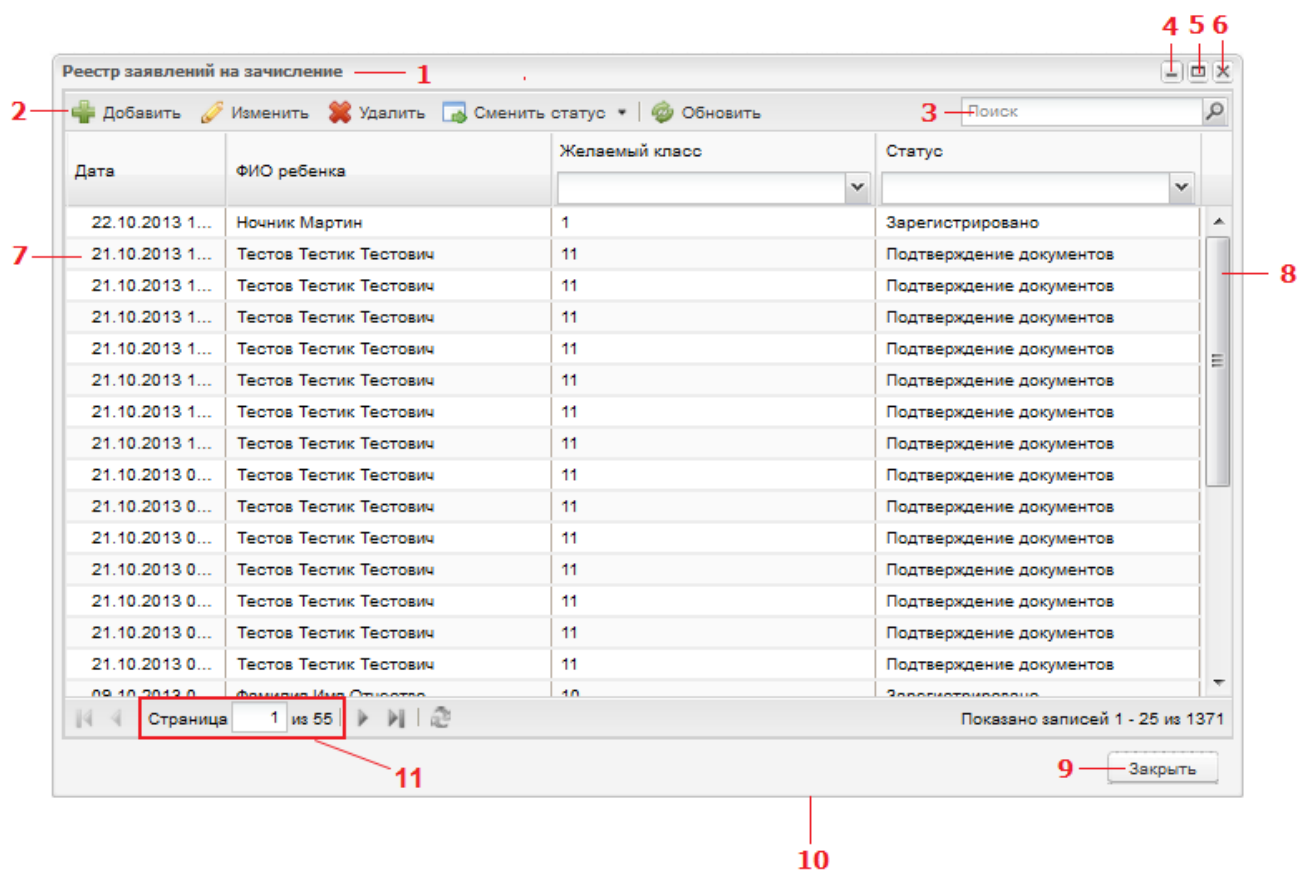 4 5 6
Реестр заявлений на зачисление 1
2 Добавить Изменить Удалить Сменить статус Обновить 3 Поиск
Дата ФИО ребенка Желаемый класс Статус
22.10.2013 1... Ночник Мартин 1 Зарегистрировано
7 21.10.2013 1... Тестов Тестик Тестович 11 Подтверждение документов 8
21.10.2013 1... Тестов Тестик Тестович 11 Подтверждение документов
21.10.2013 1... Тестов Тестик Тестович 11 Подтверждение документов
21.10.2013 1... Тестов Тестик Тестович 11 Подтверждение документов
21.10.2013 1... Тестов Тестик Тестович 11 Подтверждение документов
21.10.2013 1... Тестов Тестик Тестович 11 Подтверждение документов
21.10.2013 1... Тестов Тестик Тестович 11 Подтверждение документов
21.10.2013 0... Тестов Тестик Тестович 11 Подтверждение документов
21.10.2013 0... Тестов Тестик Тестович 11 Подтверждение документов
21.10.2013 0... Тестов Тестик Тестович 11 Подтверждение документов
21.10.2013 0... Тестов Тестик Тестович 11 Подтверждение документов
21.10.2013 0... Тестов Тестик Тестович 11 Подтверждение документов
21.10.2013 0... Тестов Тестик Тестович 11 Подтверждение документов
21.10.2013 0... Тестов Тестик Тестович 11 Подтверждение документов
09.10.2013 0... Фамилия Имя Отчество 10 Зарегистрировано
Страница 1 из 55 Показано записей 1 - 25 из 1371
11 9 Закрыть
10